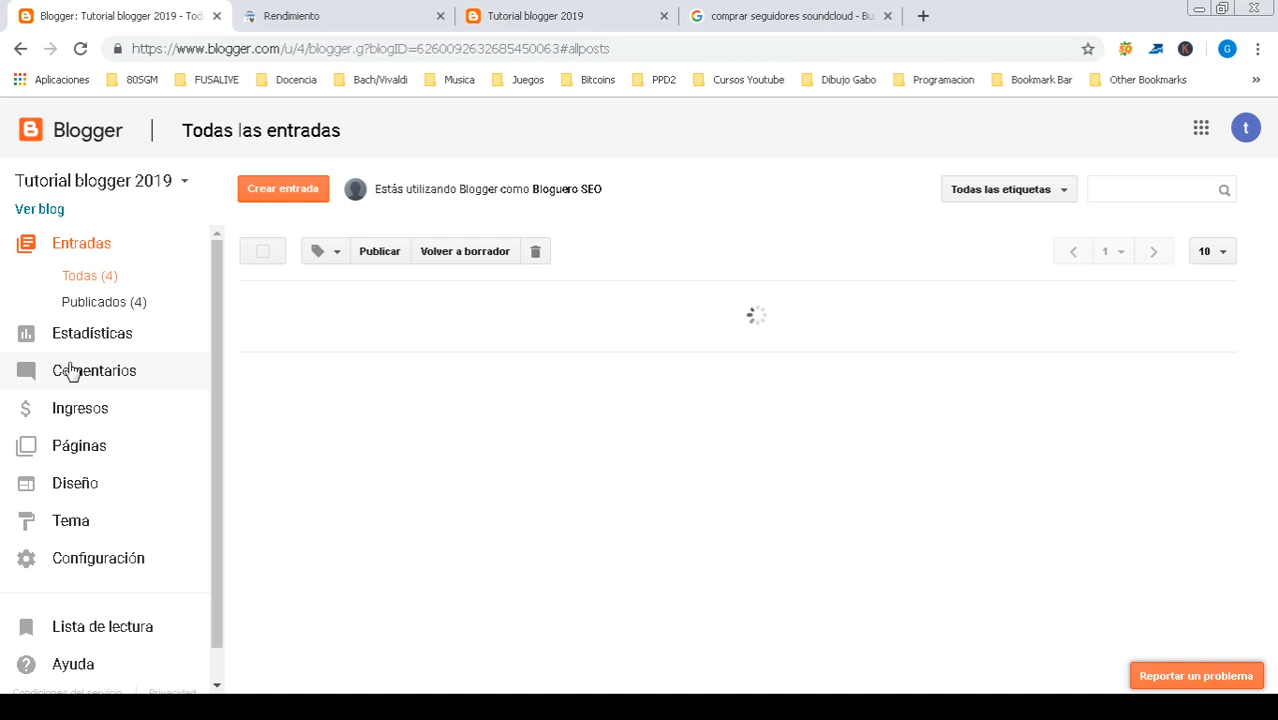 Blogger: Tutorial blogger 2019 - Tod
Rendimiento
Tutorial blogger 2019
comprar seguidores soundcloud - Bu
https://www.blogger.com/u/4/blogger.g?blogID=6260092632685450063#allposts
Aplicaciones
80SGM
FUSALIVE
Docencia
Bach/Vivaldi
Musica
Juegos
Bitcoins
PPD2
Cursos Youtube
Dibujo Gabo
Programacion
Bookmark Bar
Other Bookmarks
Blogger
Todas las entradas
t
Tutorial blogger 2019
Ver blog
Crear entrada
Estás utilizando Blogger como Bloguero SEO
Todas las etiquetas
Entradas
Todas (4)
Publicados (4)
Publicar
Volver a borrador
1
10
Estadísticas
Comentarios
Ingresos
Páginas
Diseño
Tema
Configuración
Lista de lectura
Ayuda
Condiciones del servicio
Privacidad
Reportar un problema